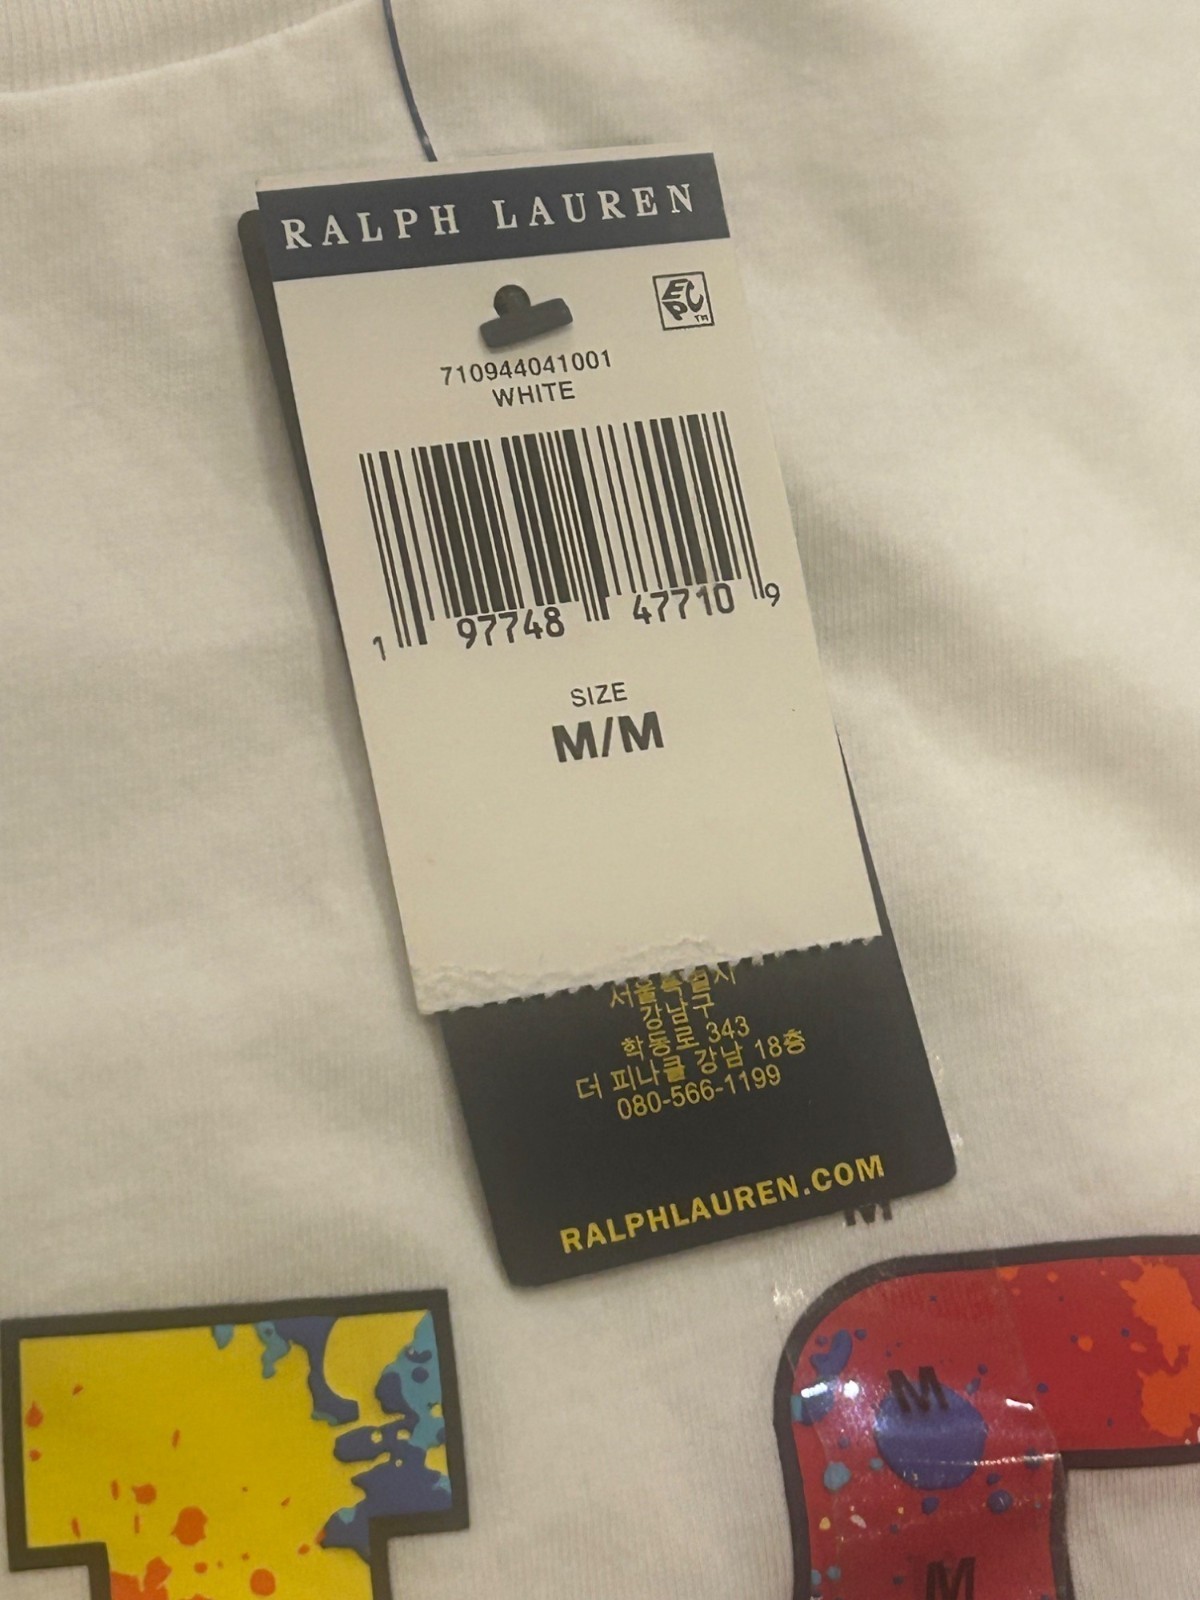 RALPH LAUREN
EPC™
710944041001
WHITE
1 97748 47710 9
SIZE
M/M
서울특별시
강남구
학동로 343
더 피나클 강남 18층
080-566-1199
RALPHLAUREN.COM
M
M
M